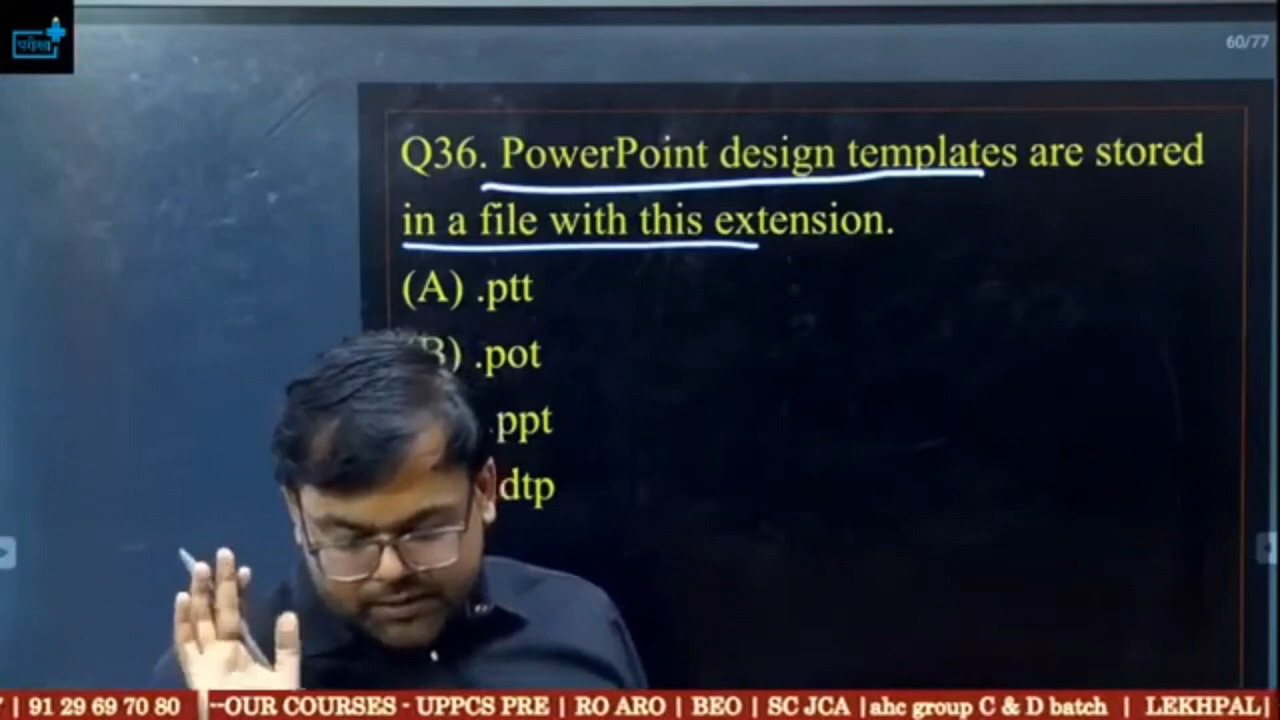 परीक्षा
60/77
Q36. PowerPoint design templates are stored
in a file with this extension.
(A) .ptt
(B) .pot
.ppt
dtp
| 91 29 69 70 80 --OUR COURSES - UPPCS PRE | RO ARO | BEO | SC JCA |ahc group C & D batch | LEKHPAL|